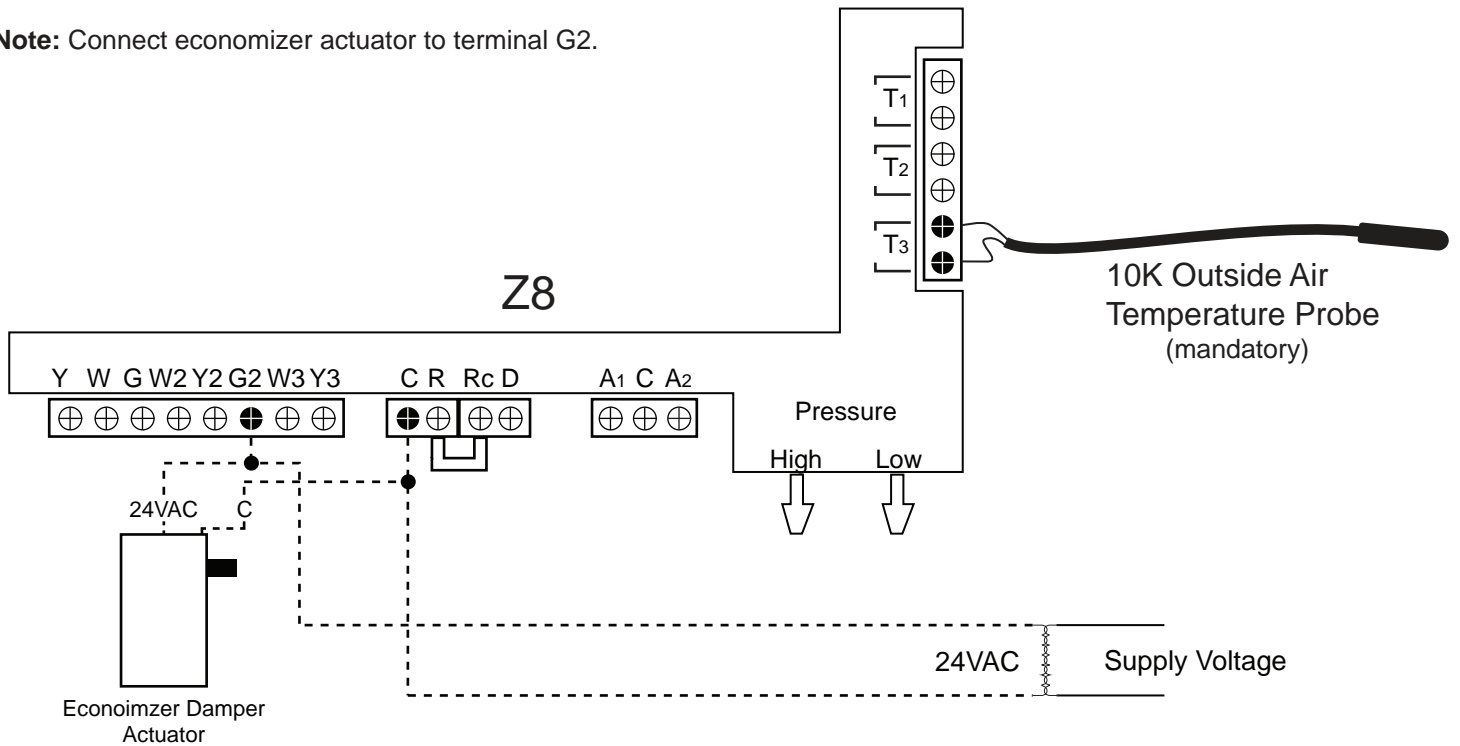 Note: Connect economizer actuator to terminal G2.
T1
T2
T3
10K Outside Air
Temperature Probe
(mandatory)
Z8
Y W G W2 Y2 G2 W3 Y3 C R Rc D A1 C A2
Pressure
High Low
24VAC C
24VAC Supply Voltage
Econoimzer Damper
Actuator